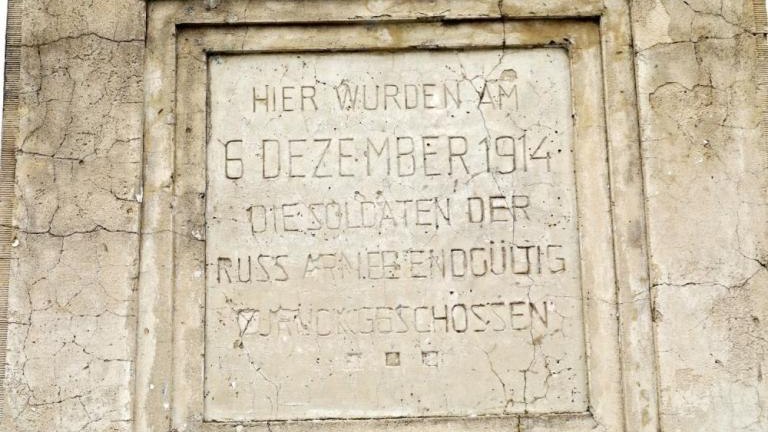 HIER WURDEN AM
6 DEZEMBER 1914
DIE SOLDATEN DER
RUSS ARMEE ENDGÜLTIG
ZURÜCKGESCHOSSEN